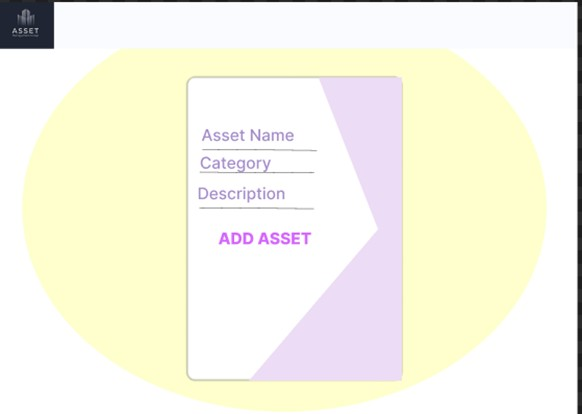 ASSET
Asset Name
Category
Description
ADD ASSET